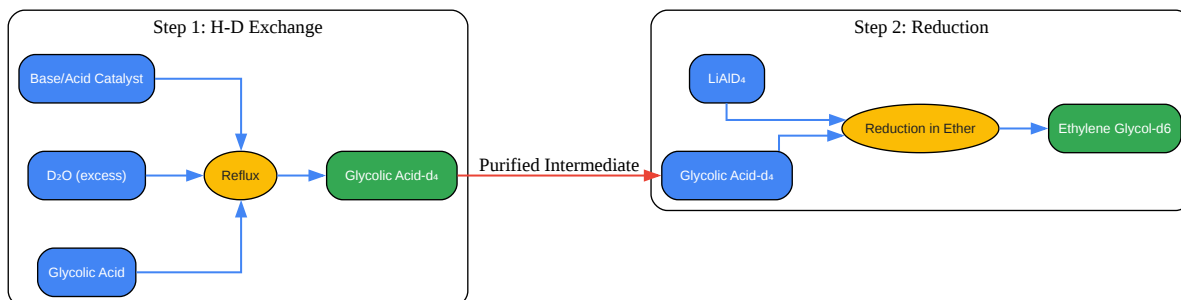 Step 1: H-D Exchange
Base/Acid Catalyst
D₂O (excess)
Reflux
Glycolic Acid-d₄
Glycolic Acid
Purified Intermediate
Step 2: Reduction
LiAlD₄
Glycolic Acid-d₄
Reduction in Ether
Ethylene Glycol-d6